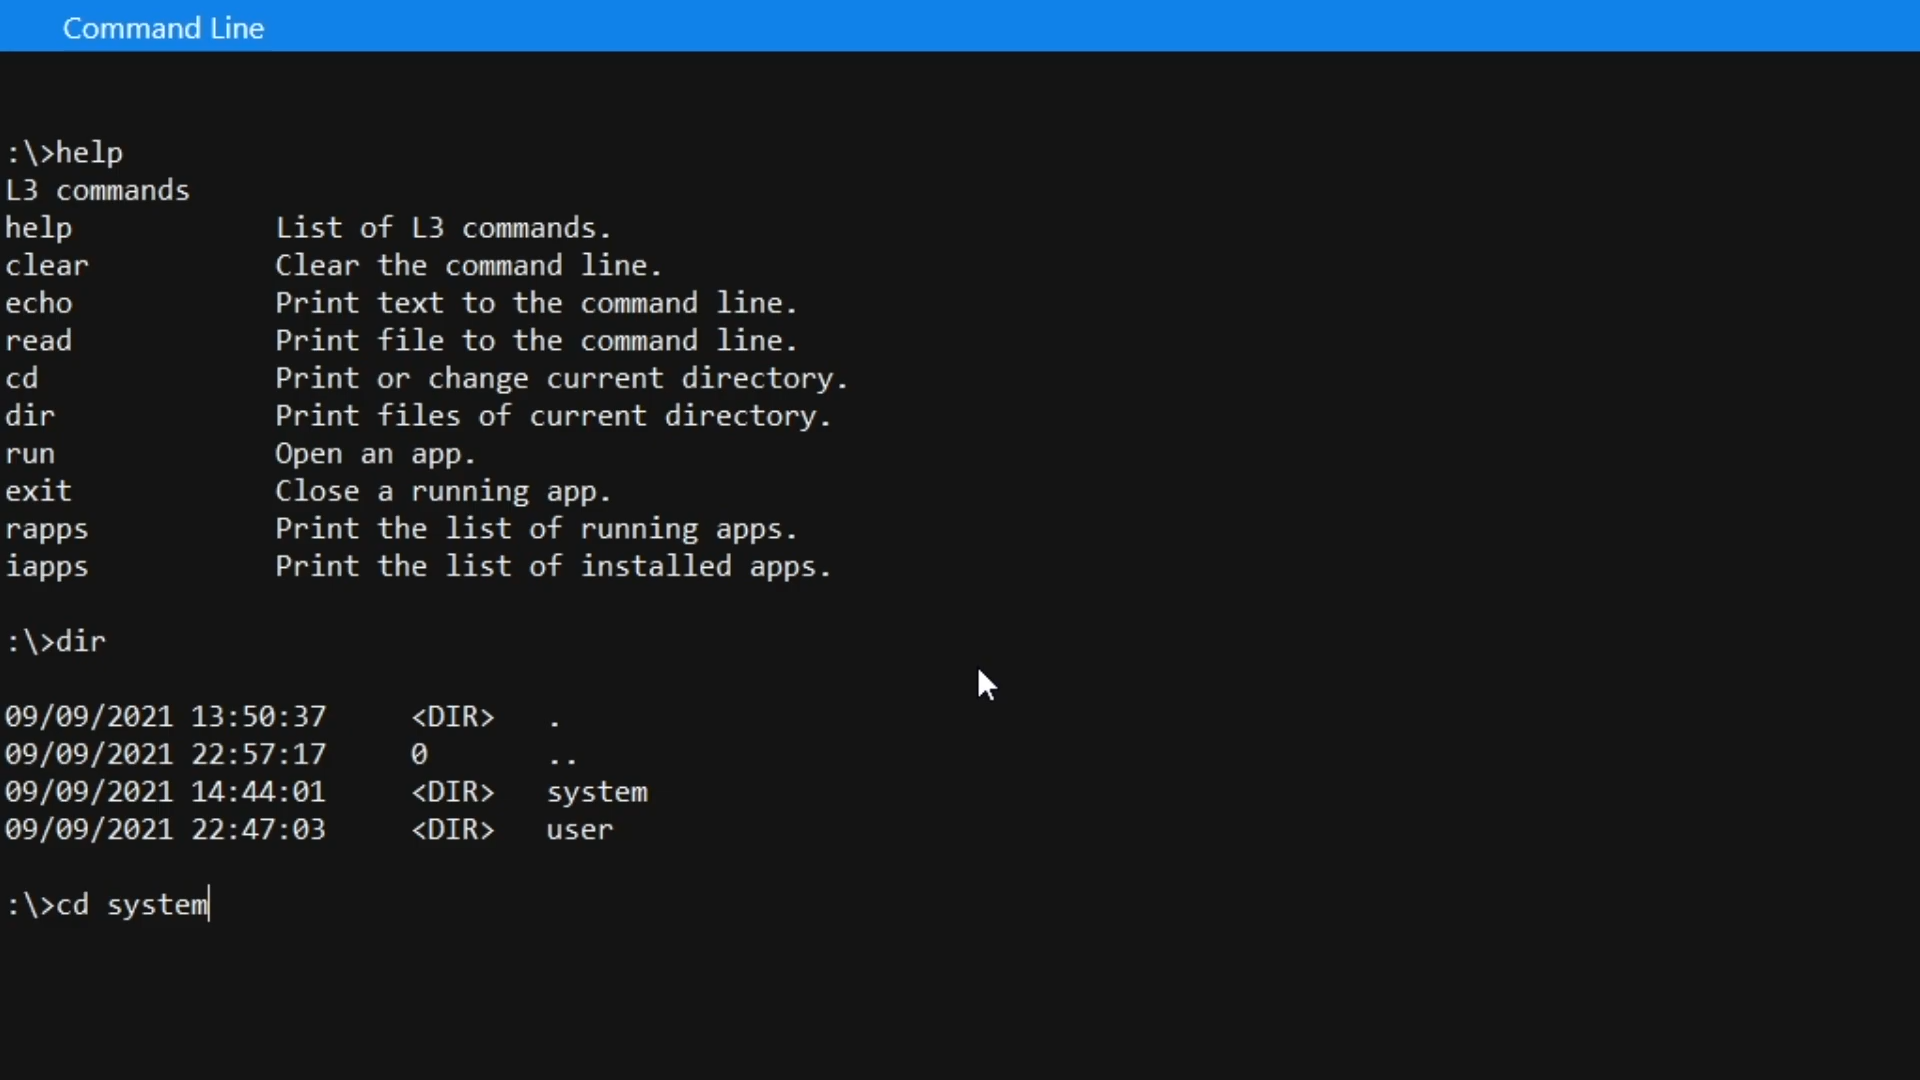 Command Line
:\>help
L3 commands
help List of L3 commands.
clear Clear the command line.
echo Print text to the command line.
read Print file to the command line.
cd Print or change current directory.
dir Print files of current directory.
run Open an app.
exit Close a running app.
rapps Print the list of running apps.
iapps Print the list of installed apps.
:\>dir
09/09/2021 13:50:37 <DIR> .
09/09/2021 22:57:17 0 ..
09/09/2021 14:44:01 <DIR> system
09/09/2021 22:47:03 <DIR> user
:\>cd system